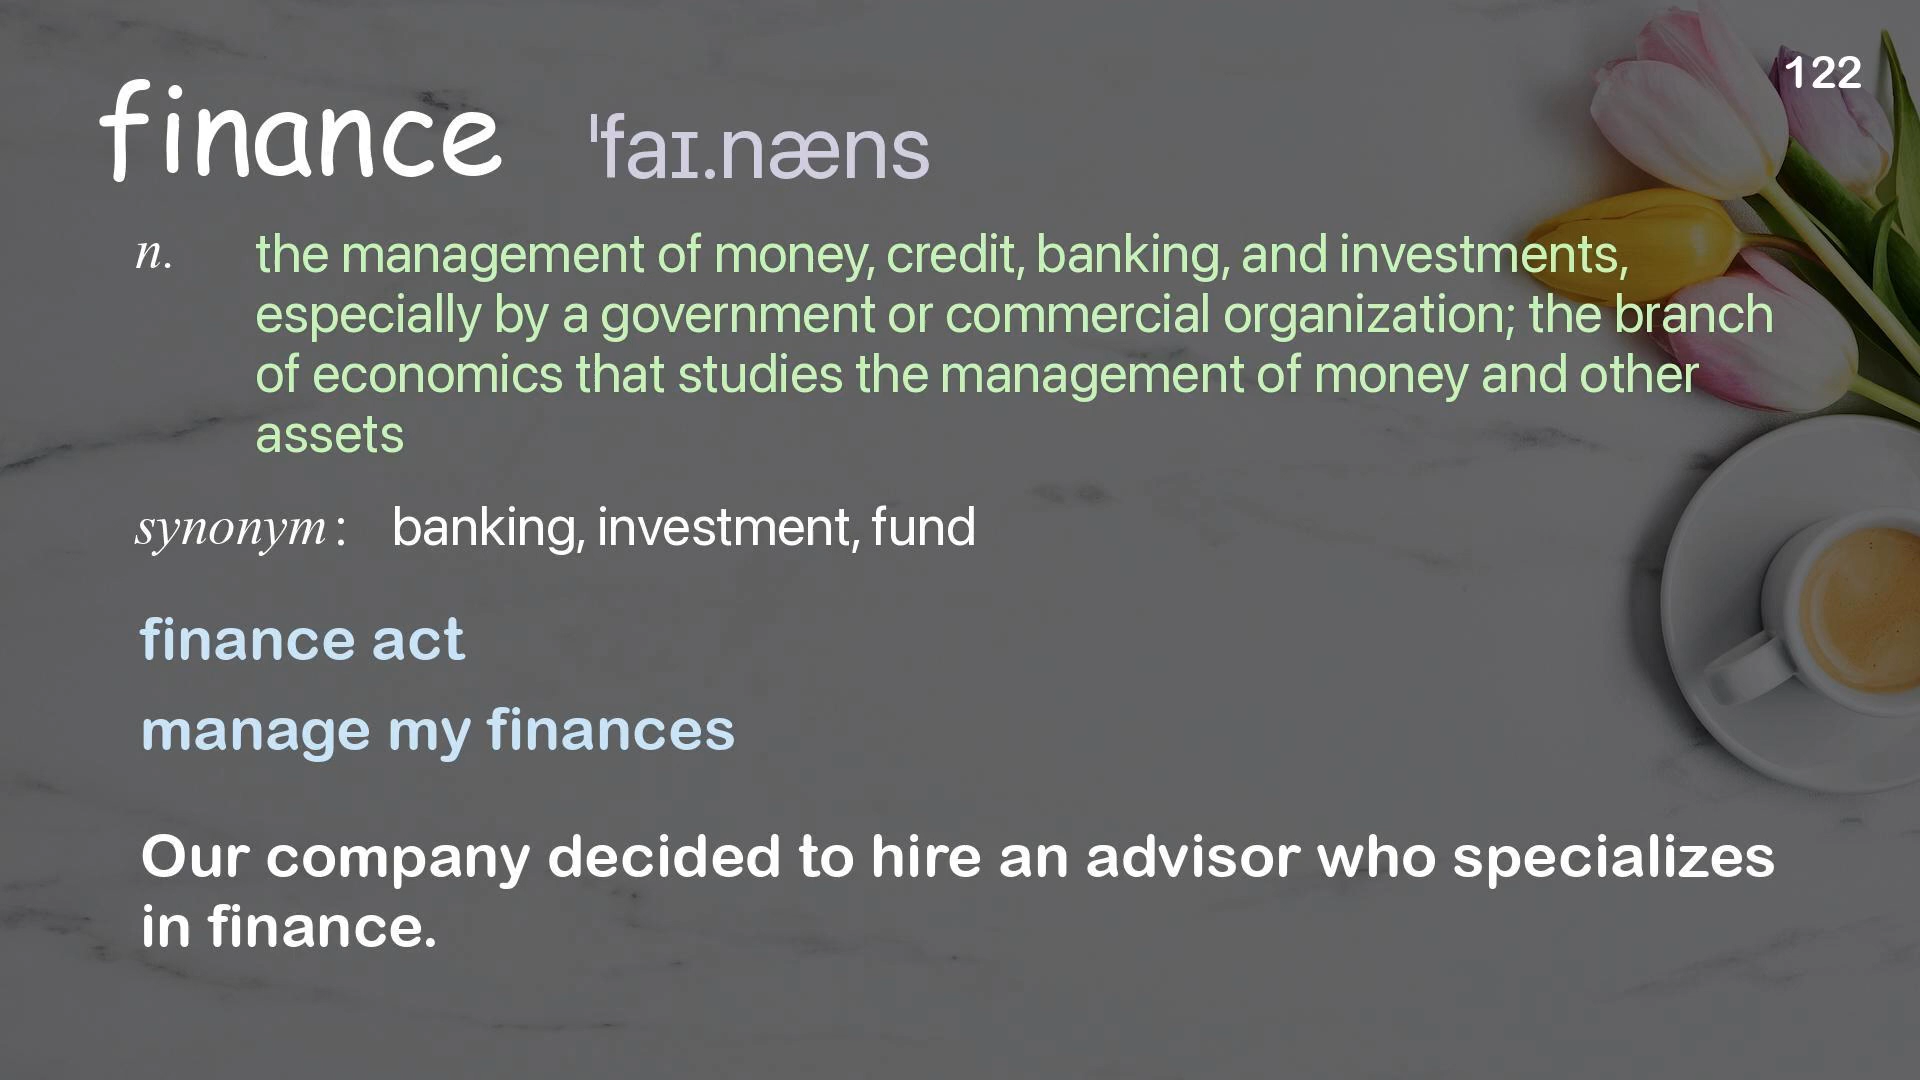 122
finance ˈfaɪ.næns
n. the management of money, credit, banking, and investments,
especially by a government or commercial organization; the branch
of economics that studies the management of money and other
assets
synonym: banking, investment, fund
finance act
manage my finances
Our company decided to hire an advisor who specializes
in finance.